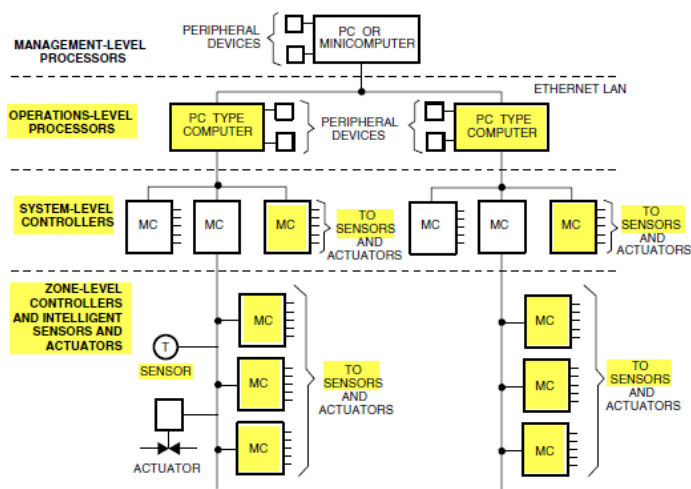 MANAGEMENT-LEVEL
PROCESSORS
PERIPHERAL
DEVICES
PC OR
MINICOMPUTER
ETHERNET LAN
OPERATIONS-LEVEL
PROCESSORS
PC TYPE
COMPUTER
PERIPHERAL
DEVICES
PC TYPE
COMPUTER
SYSTEM-LEVEL
CONTROLLERS
MC
MC
MC
TO
SENSORS
AND
ACTUATORS
MC
MC
MC
TO
SENSORS
AND
ACTUATORS
ZONE-LEVEL
CONTROLLERS
AND INTELLIGENT
SENSORS AND
ACTUATORS
T
SENSOR
ACTUATOR
MC
MC
MC
TO
SENSORS
AND
ACTUATORS
MC
MC
MC
TO
SENSORS
AND
ACTUATORS